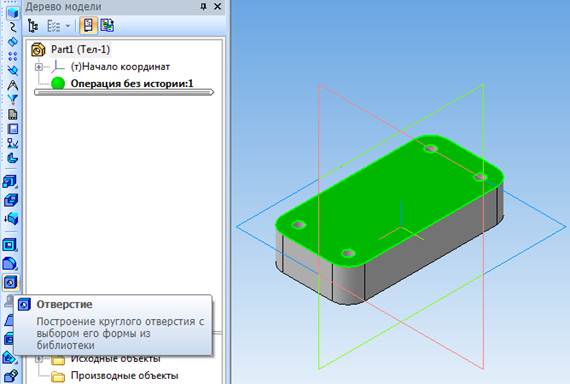 Дерево модели
Part1 (Тел-1)
(т)Начало координат
Операция без истории:1
Отверстие
Построение круглого отверстия с
выбором его формы из
библиотеки
Исходные объекты
Производные объекты